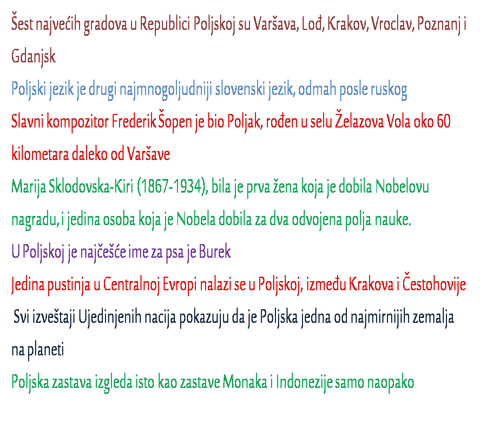 Šest najvećih gradova u Republici Poljskoj su Varšava, Lođ, Krakov, Vroclav, Poznanj i
Gdanjsk
Poljski jezik je drugi najmnogoljudniji slovenski jezik, odmah posle ruskog
Slavni kompozitor Frederik Šopen je bio Poljak, rođen u selu Želazova Vola oko 60
kilometara daleko od Varšave
Marija Sklodovska-Kiri (1867-1934), bila je prva žena koja je dobila Nobelovu
nagradu, i jedina osoba koja je Nobela dobila za dva odvojena polja nauke.
U Poljskoj je najčešće ime za psa je Burek
Jedina pustinja u Centralnoj Evropi nalazi se u Poljskoj, između Krakova i Čestohovije
Svi izveštaji Ujedinjenih nacija pokazuju da je Poljska jedna od najmirnijih zemalja
na planeti
Poljska zastava izgleda isto kao zastave Monaka i Indonezije samo naopako